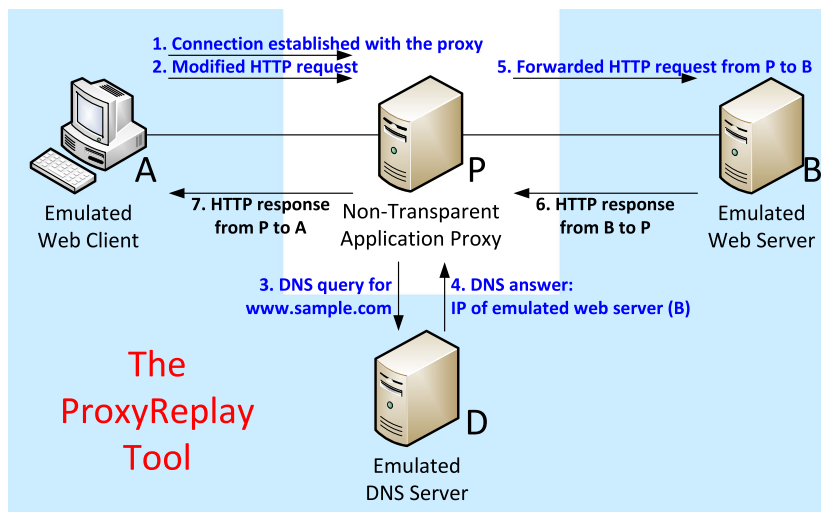 1. Connection established with the proxy
2. Modified HTTP request
5. Forwarded HTTP request from P to B
A
P
B
Emulated
Web Client
7. HTTP response
from P to A
Non-Transparent
Application Proxy
6. HTTP response
from B to P
Emulated
Web Server
3. DNS query for
www.sample.com
4. DNS answer:
IP of emulated web server (B)
The
ProxyReplay
Tool
D
Emulated
DNS Server